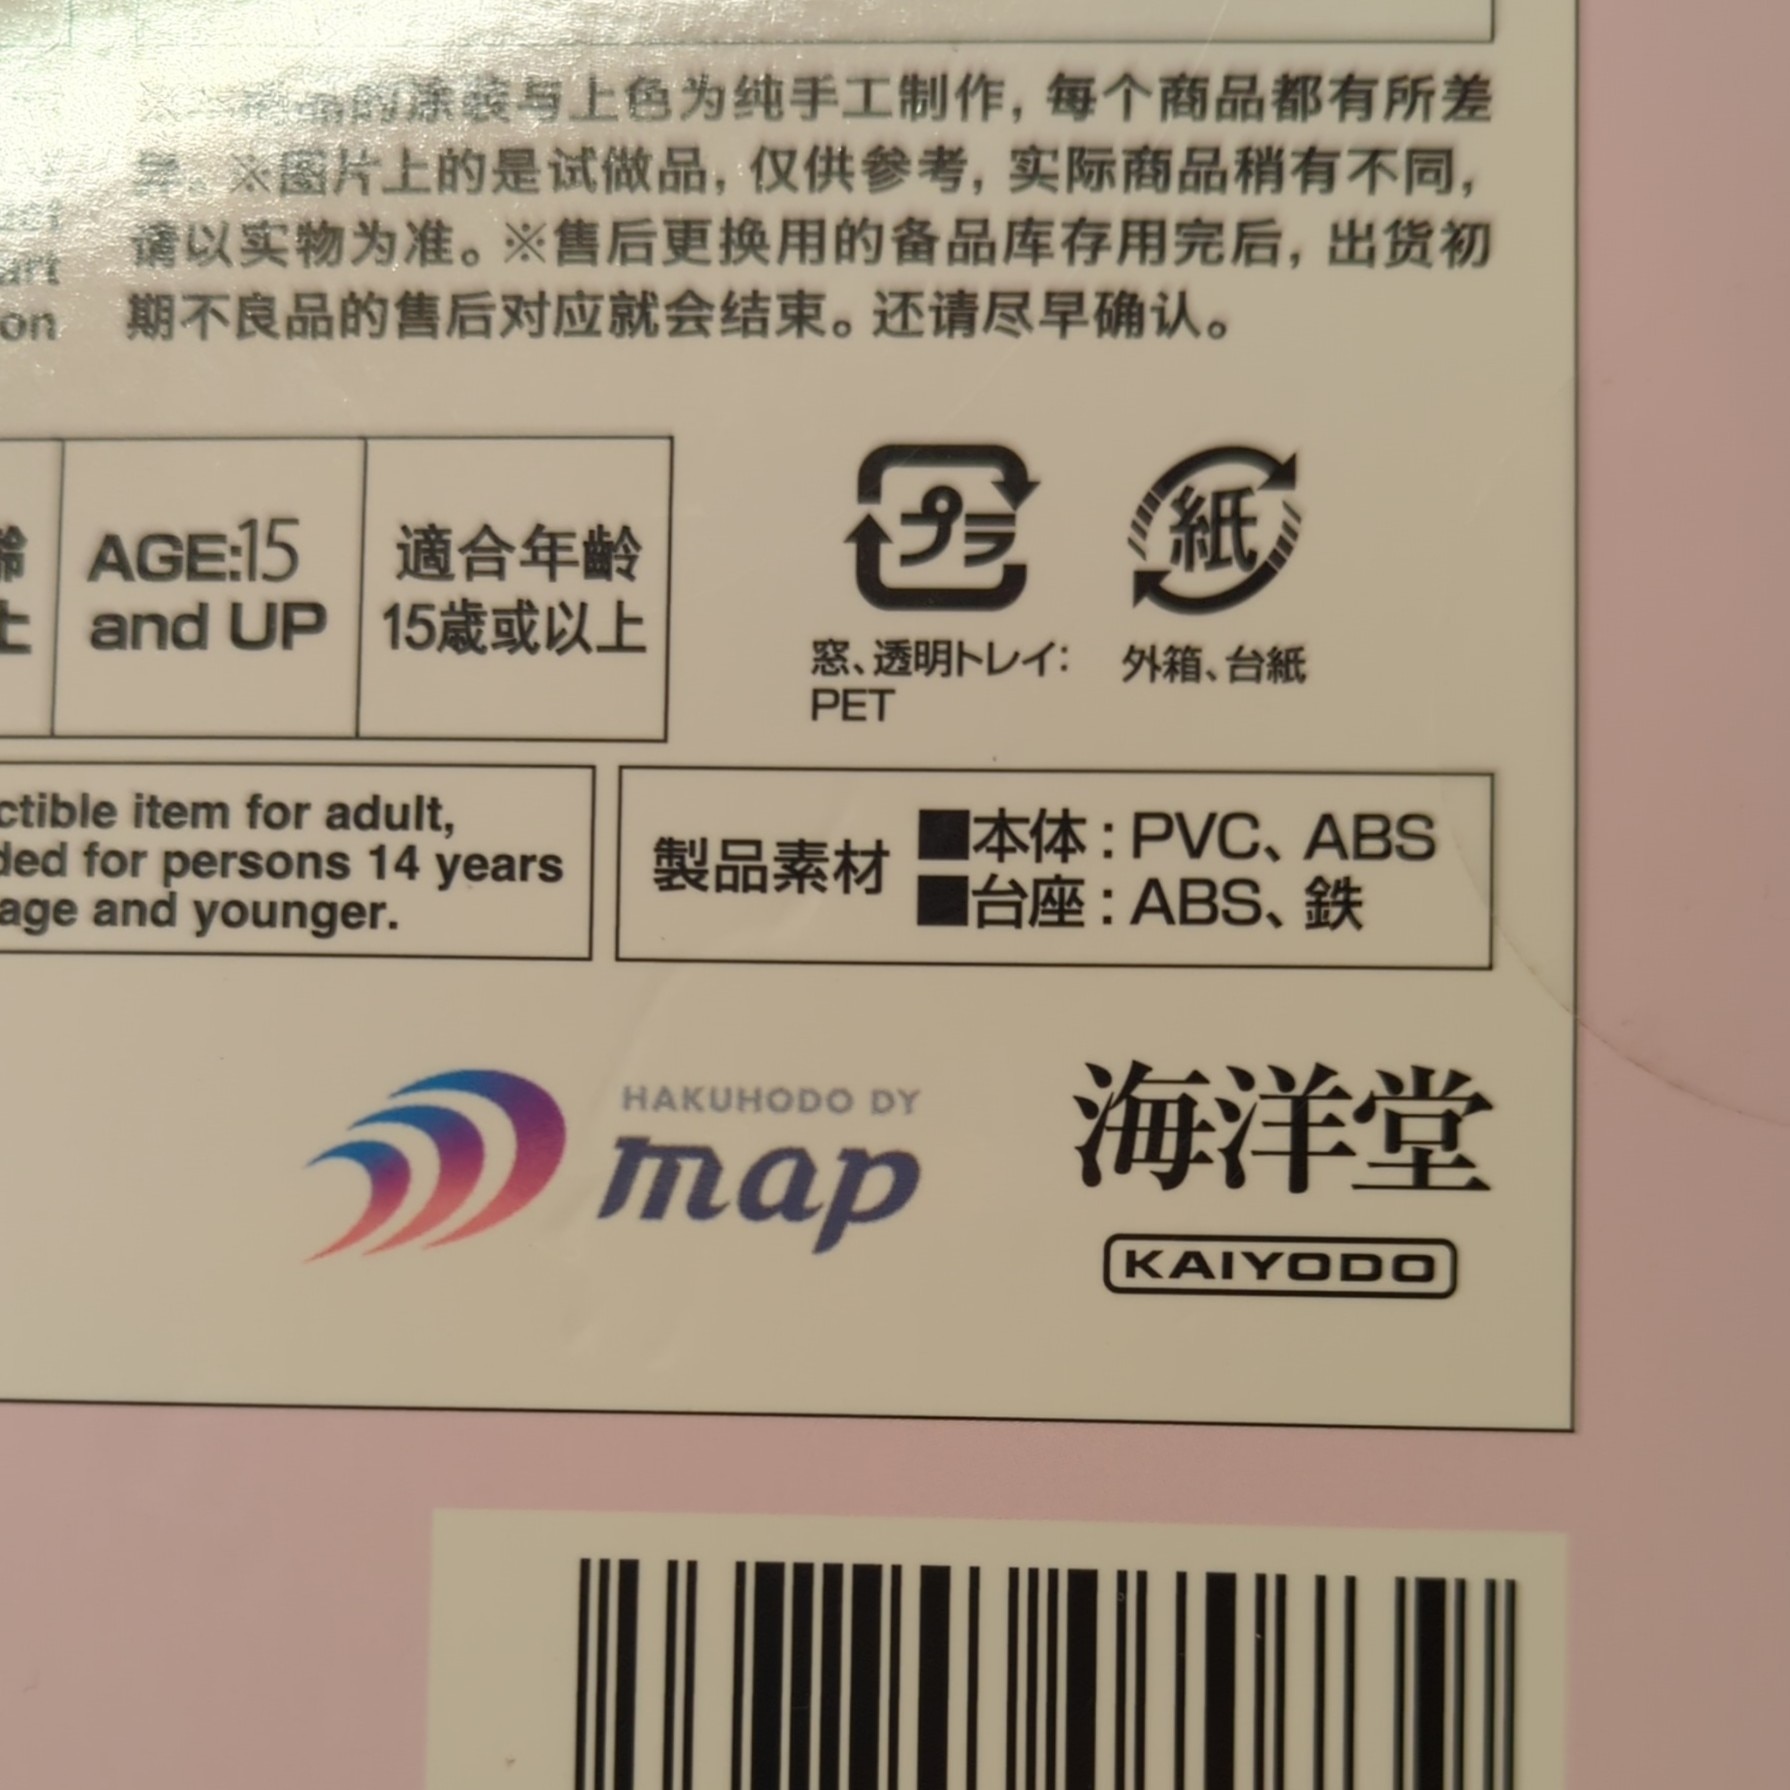 的涂装与上色为纯手工制作，每个商品都有所差
异。※图片上的是试做品，仅供参考，实际商品稍有不同，
请以实物为准。※售后更换用的备品库存用完后，出货初
期不良品的售后对应就会结束。还请尽早确认。
art
on
齢
上
AGE:15
and UP
適合年齡
15歳或以上
プラ
窓、透明トレイ：
PET
紙
外箱、台紙
ctible item for adult,
ded for persons 14 years
age and younger.
製品素材
■本体：PVC、ABS
■台座：ABS、鉄
HAKUHODO DY
map
海洋堂
KAIYODO